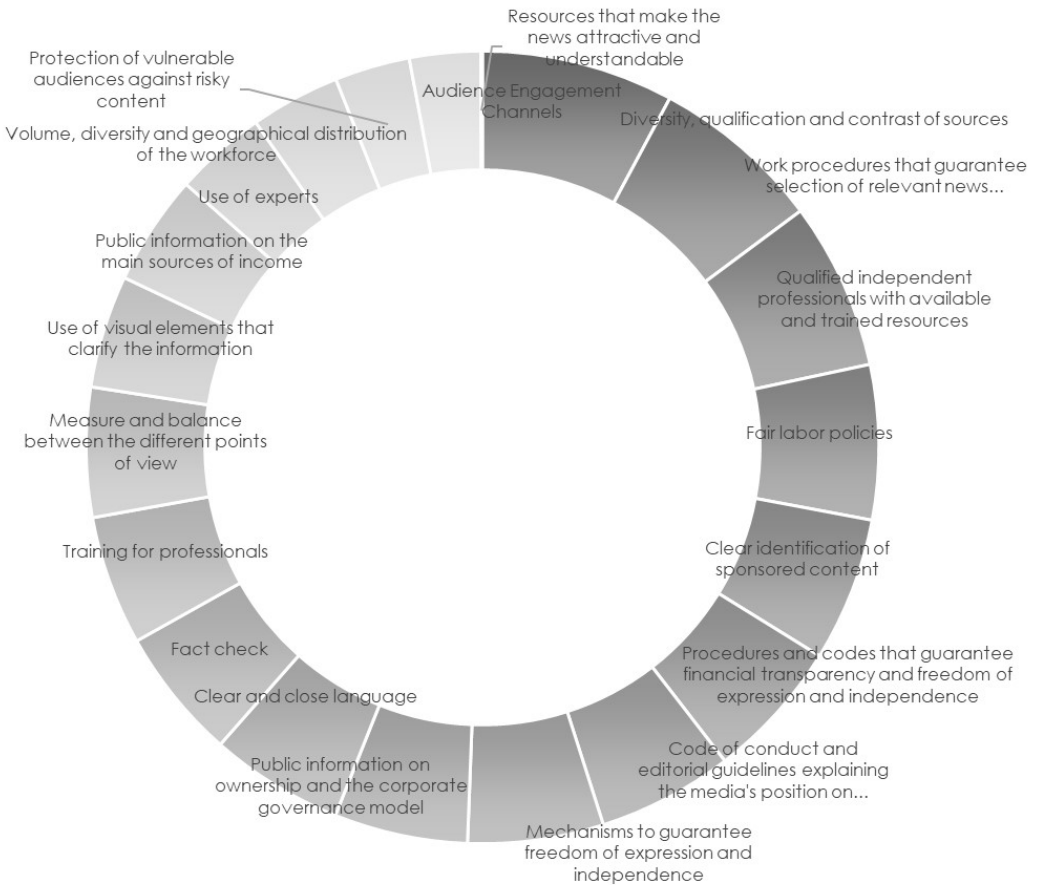 Resources that make the
news attractive and
understandable
Audience Engagement
Channels
Diversity, qualification and contrast of sources
Work procedures that guarantee
selection of relevant news...
Qualified independent
professionals with available
and trained resources
Fair labor policies
Clear identification of
sponsored content
Procedures and codes that guarantee
financial transparency and freedom of
expression and independence
Code of conduct and
editorial guidelines explaining
the media's position on...
Mechanisms to guarantee
freedom of expression and
independence
Public information on
ownership and the corporate
governance model
Clear and close language
Fact check
Training for professionals
Measure and balance
between the different points
of view
Use of visual elements that
clarify the information
Public information on the
main sources of income
Use of experts
Volume, diversity and geographical distribution
of the workforce
Protection of vulnerable
audiences against risky
content